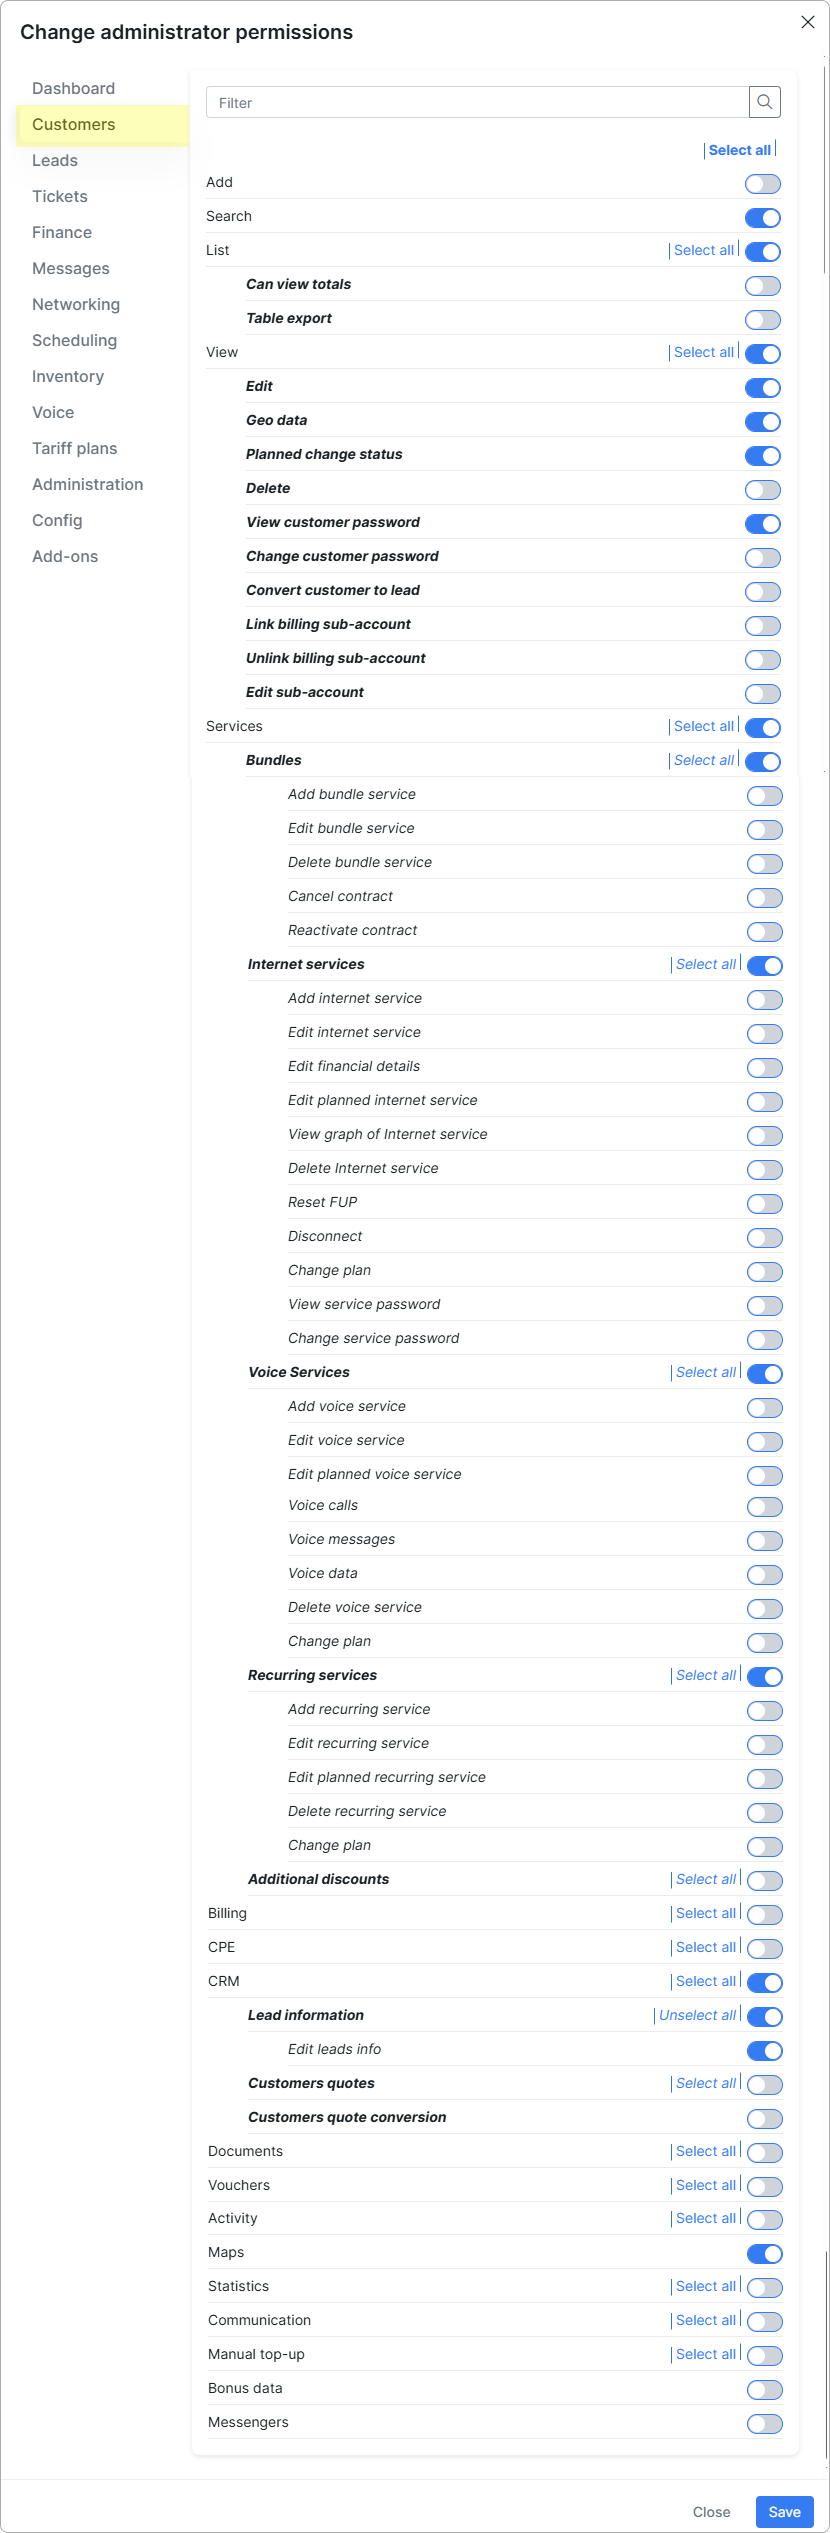 Change administrator permissions
Dashboard
Customers
Leads
Tickets
Finance
Messages
Networking
Scheduling
Inventory
Voice
Tariff plans
Administration
Config
Add-ons
Filter
Select all
Add
Search
List Select all
Can view totals
Table export
View Select all
Edit
Geo data
Planned change status
Delete
View customer password
Change customer password
Convert customer to lead
Link billing sub-account
Unlink billing sub-account
Edit sub-account
Services Select all
Bundles Select all
Add bundle service
Edit bundle service
Delete bundle service
Cancel contract
Reactivate contract
Internet services Select all
Add internet service
Edit internet service
Edit financial details
Edit planned internet service
View graph of Internet service
Delete Internet service
Reset FUP
Disconnect
Change plan
View service password
Change service password
Voice Services Select all
Add voice service
Edit voice service
Edit planned voice service
Voice calls
Voice messages
Voice data
Delete voice service
Change plan
Recurring services Select all
Add recurring service
Edit recurring service
Edit planned recurring service
Delete recurring service
Change plan
Additional discounts Select all
Billing Select all
CPE Select all
CRM Select all
Lead information Unselect all
Edit leads info
Customers quotes Select all
Customers quote conversion
Documents Select all
Vouchers Select all
Activity Select all
Maps
Statistics Select all
Communication Select all
Manual top-up Select all
Bonus data
Messengers
Close Save